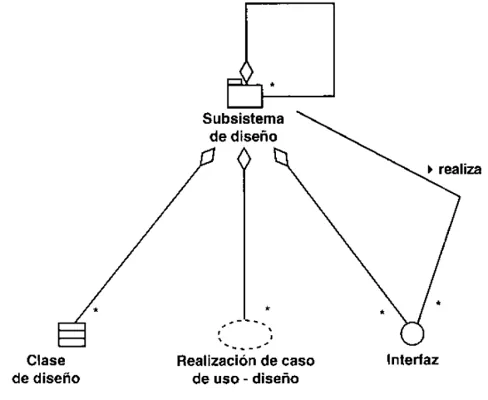 *
Subsistema
de diseño
▸ realiza
*
*
*
*
Clase
de diseño
Realización de caso
de uso - diseño
Interfaz